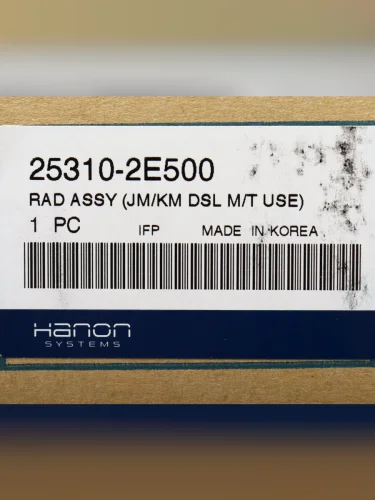 25310-2E500
RAD ASSY (JM/KM DSL M/T USE)
1 PC IFP MADE IN KOREA
Hanon
SYSTEMS